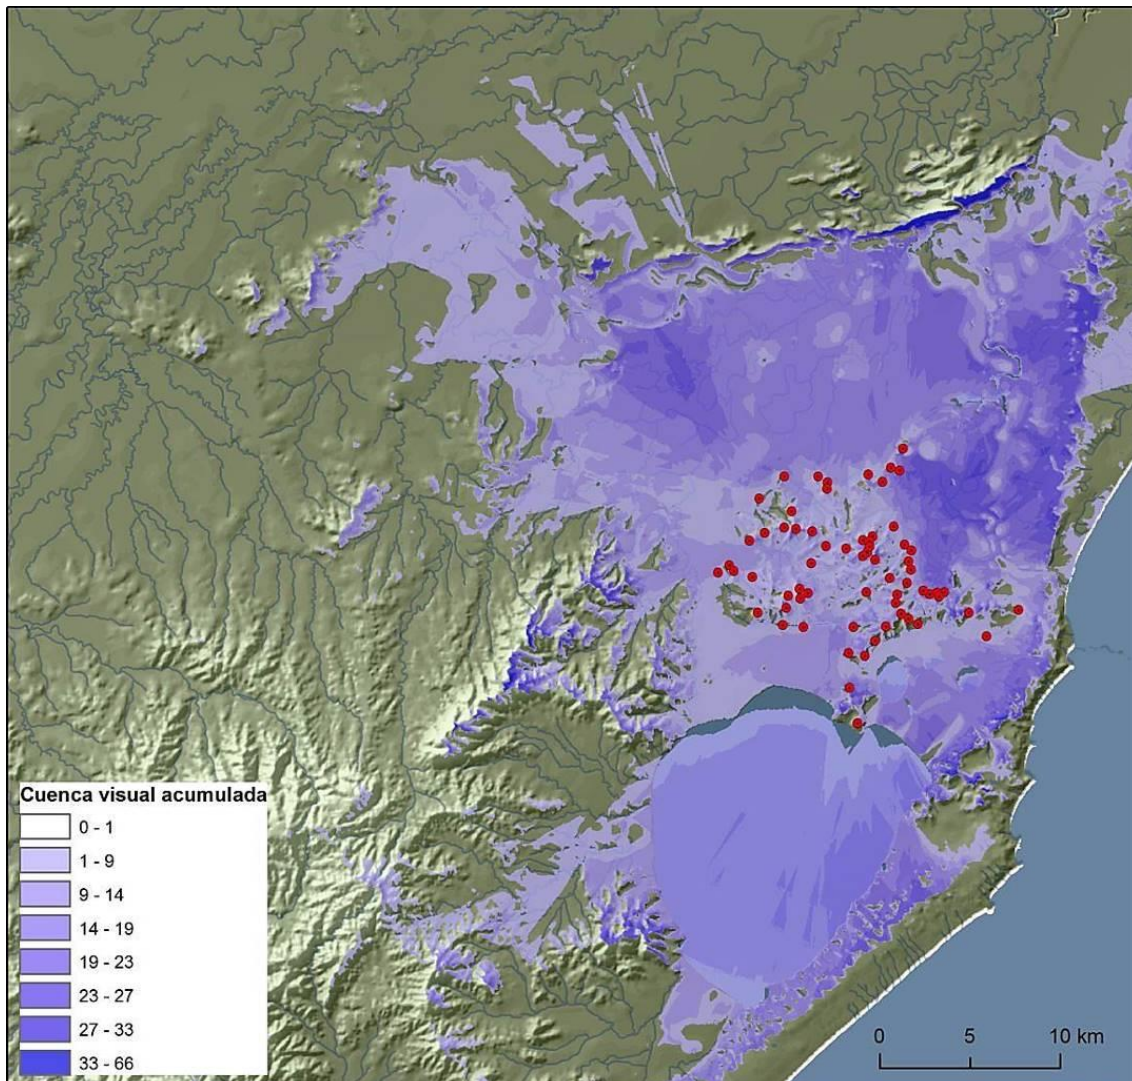 Cuenca visual acumulada
0 - 1
1 - 9
9 - 14
14 - 19
19 - 23
23 - 27
27 - 33
33 - 66
0 5 10 km